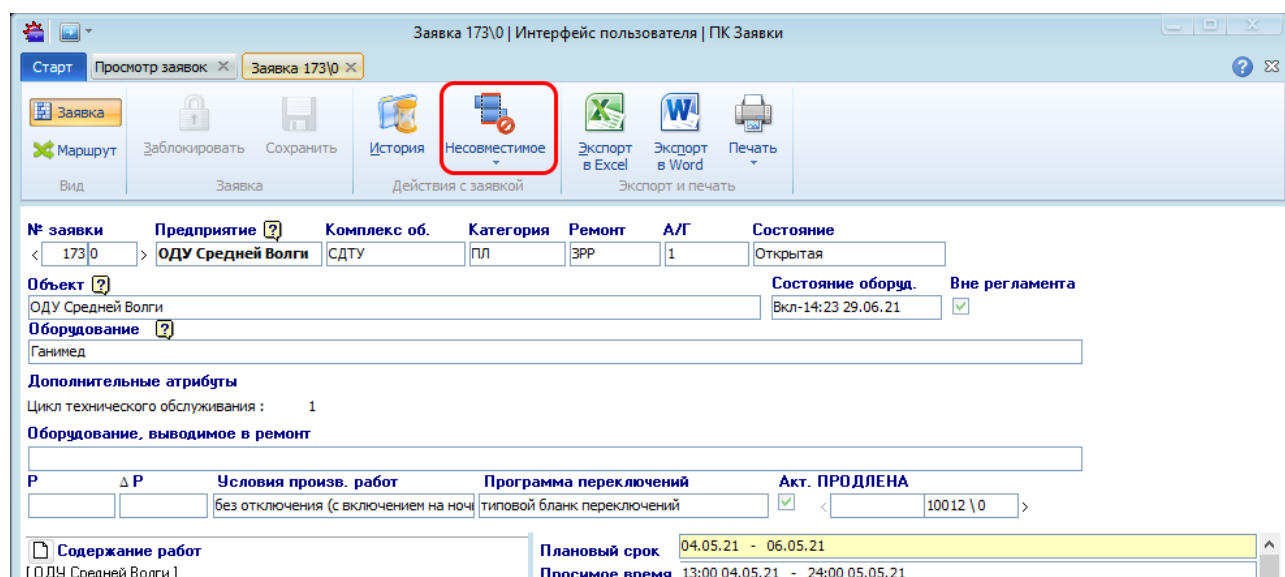 Заявка 173\0 | Интерфейс пользователя | ПК Заявки
Старт Просмотр заявок Заявка 173\0
Заявка Заблокировать Сохранить История Несовместимое Экспорт в Excel Экспорт в Word Печать
Маршрут
Вид Заявка Действия с заявкой Экспорт и печать
№ заявки Предприятие Комплекс об. Категория Ремонт А/Г Состояние
< 173 0 > ОДУ Средней Волги СДТУ ПЛ ЗРР 1 Открытая
Объект Состояние оборуд. Вне регламента
ОДУ Средней Волги Вкл-14:23 29.06.21
Оборудование
Ганимед
Дополнительные атрибуты
Цикл технического обслуживания : 1
Оборудование, выводимое в ремонт
Р Δ Р Условия произв. работ Программа переключений Акт. ПРОДЛЕНА
без отключения (с включением на ночь типовой бланк переключений < 10012 \ 0 >
Содержание работ Плановый срок 04.05.21 - 06.05.21
[ ОДУ Средней Волги ] Просимое время 13:00 04.05.21 - 24:00 05.05.21